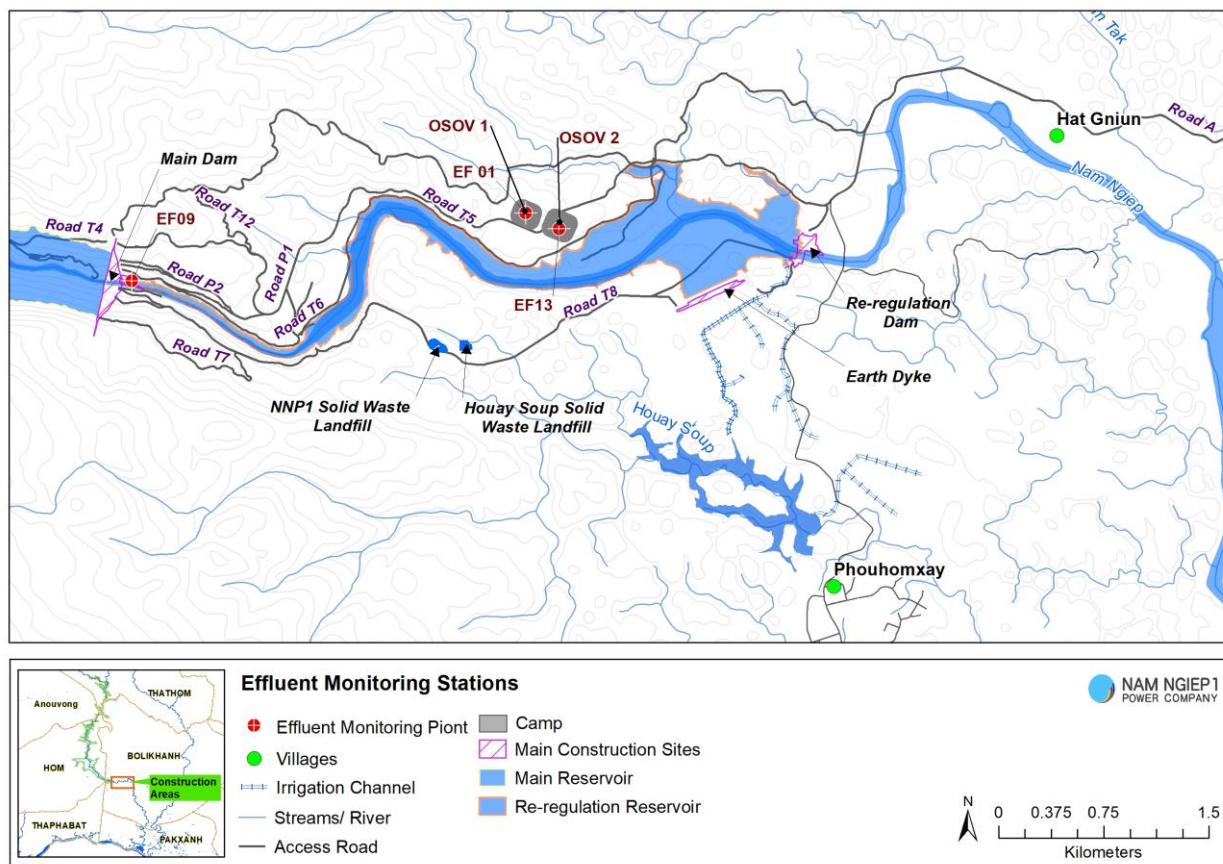 OSOV 1
OSOV 2
EF 01
Main Dam
Road T12
EF09
Road T4
Road P2
Road P1
Road T5
Road T6
Road T7
EF13
Road T8
NNP1 Solid Waste
Landfill
Houay Soup Solid
Waste Landfill
Houay Soup
Earth Dyke
Re-regulation
Dam
Hat Gniun
Road A
Nam Ngiep
Tak
Phouhomxay
Effluent Monitoring Stations
Effluent Monitoring Piont
Villages
Irrigation Channel
Streams/ River
Access Road
Camp
Main Construction Sites
Main Reservoir
Re-regulation Reservoir
Anouvong
THATHOM
BOLIKHANH
HOM
Construction
Areas
THAPHABAT
PAKXANH
NAM NGIEP 1
POWER COMPANY
N
0 0.375 0.75 1.5
Kilometers